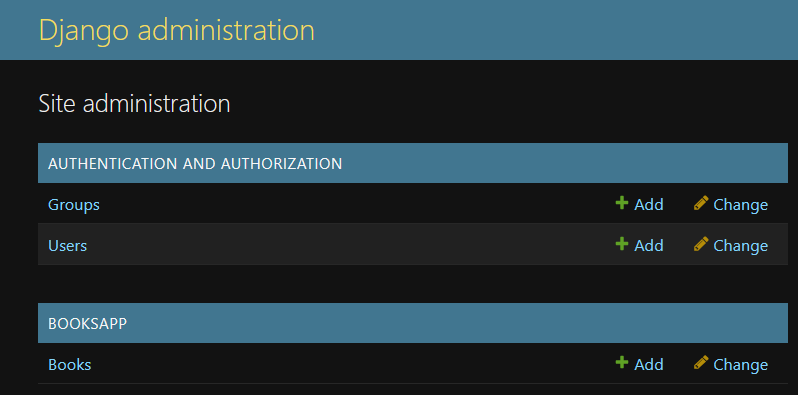 Django administration
Site administration
AUTHENTICATION AND AUTHORIZATION
Groups Add Change
Users Add Change
BOOKSAPP
Books Add Change